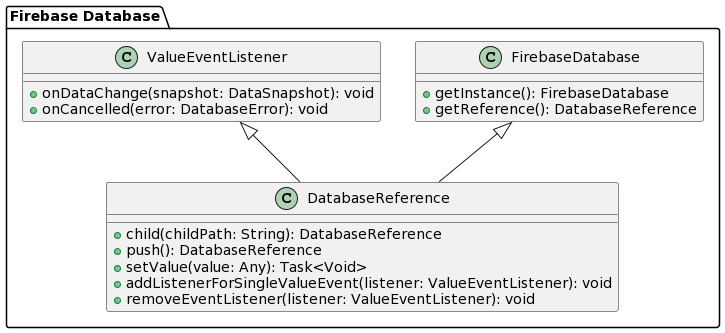 Firebase Database
C ValueEventListener
onDataChange(snapshot: DataSnapshot): void
onCancelled(error: DatabaseError): void
C FirebaseDatabase
getInstance(): FirebaseDatabase
getReference(): DatabaseReference
C DatabaseReference
child(childPath: String): DatabaseReference
push(): DatabaseReference
setValue(value: Any): Task<Void>
addListenerForSingleValueEvent(listener: ValueEventListener): void
removeEventListener(listener: ValueEventListener): void